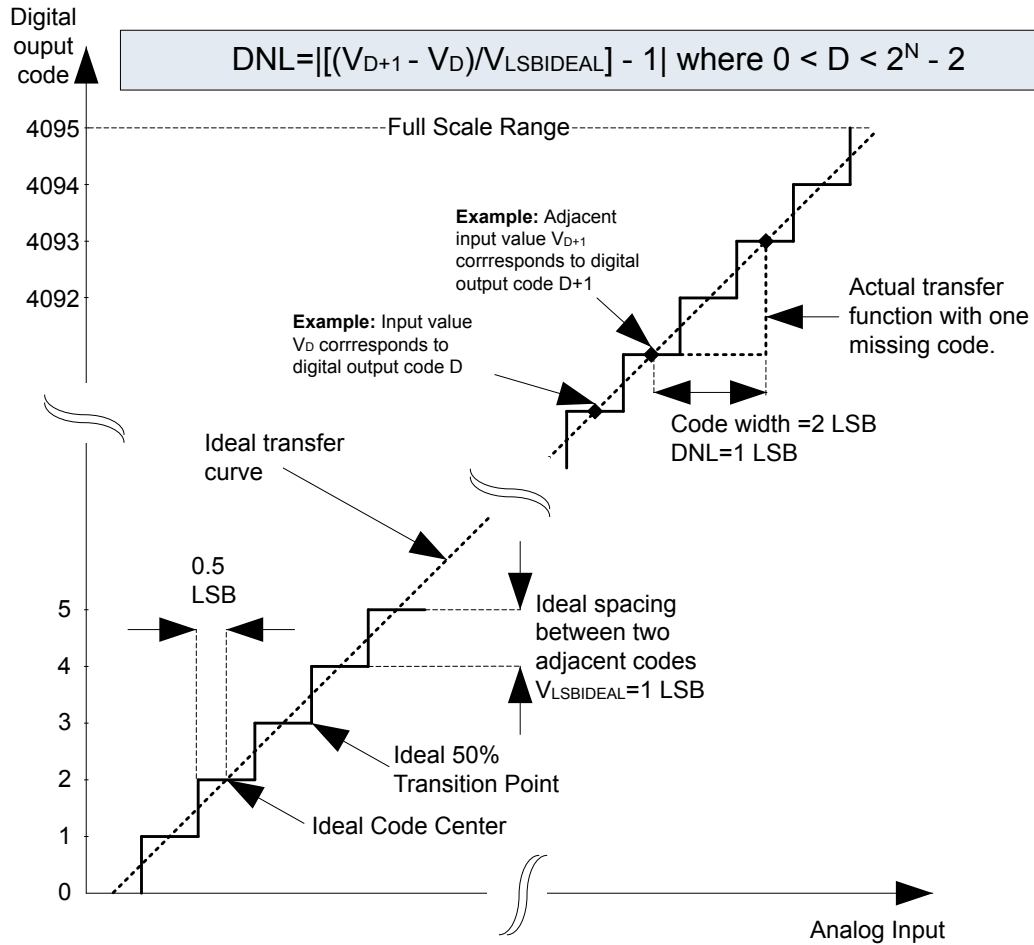 Digital
ouput
code
DNL=|[(VD+1 - VD)/VLSBIDEAL] - 1| where 0 < D < 2^N - 2
4095
Full Scale Range
4094
4093
4092
Example: Adjacent
input value VD+1
corrresponds to digital
output code D+1
Example: Input value
VD corrresponds to
digital output code D
Actual transfer
function with one
missing code.
Code width =2 LSB
DNL=1 LSB
Ideal transfer
curve
0.5
LSB
5
4
3
2
1
0
Ideal spacing
between two
adjacent codes
VLSBIDEAL=1 LSB
Ideal 50%
Transition Point
Ideal Code Center
Analog Input